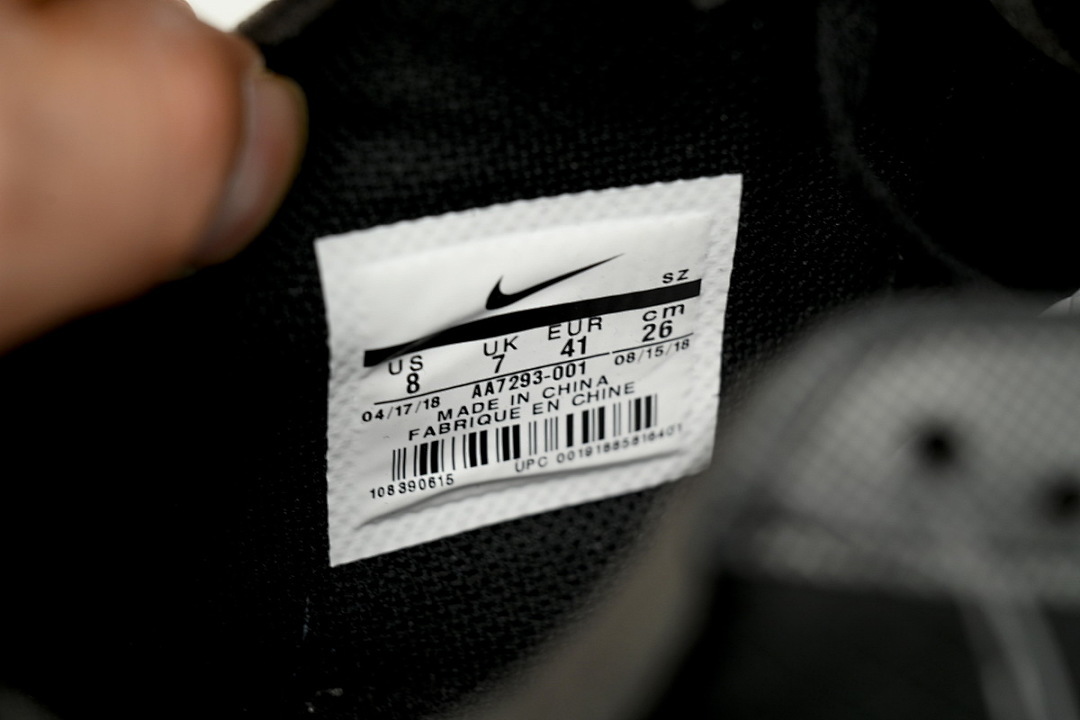 SZ
US UK EUR cm
8 7 41 26
AA7293-001
04/17/18 08/15/18
MADE IN CHINA
FABRIQUE EN CHINE
108390615 UPC 00191885816401